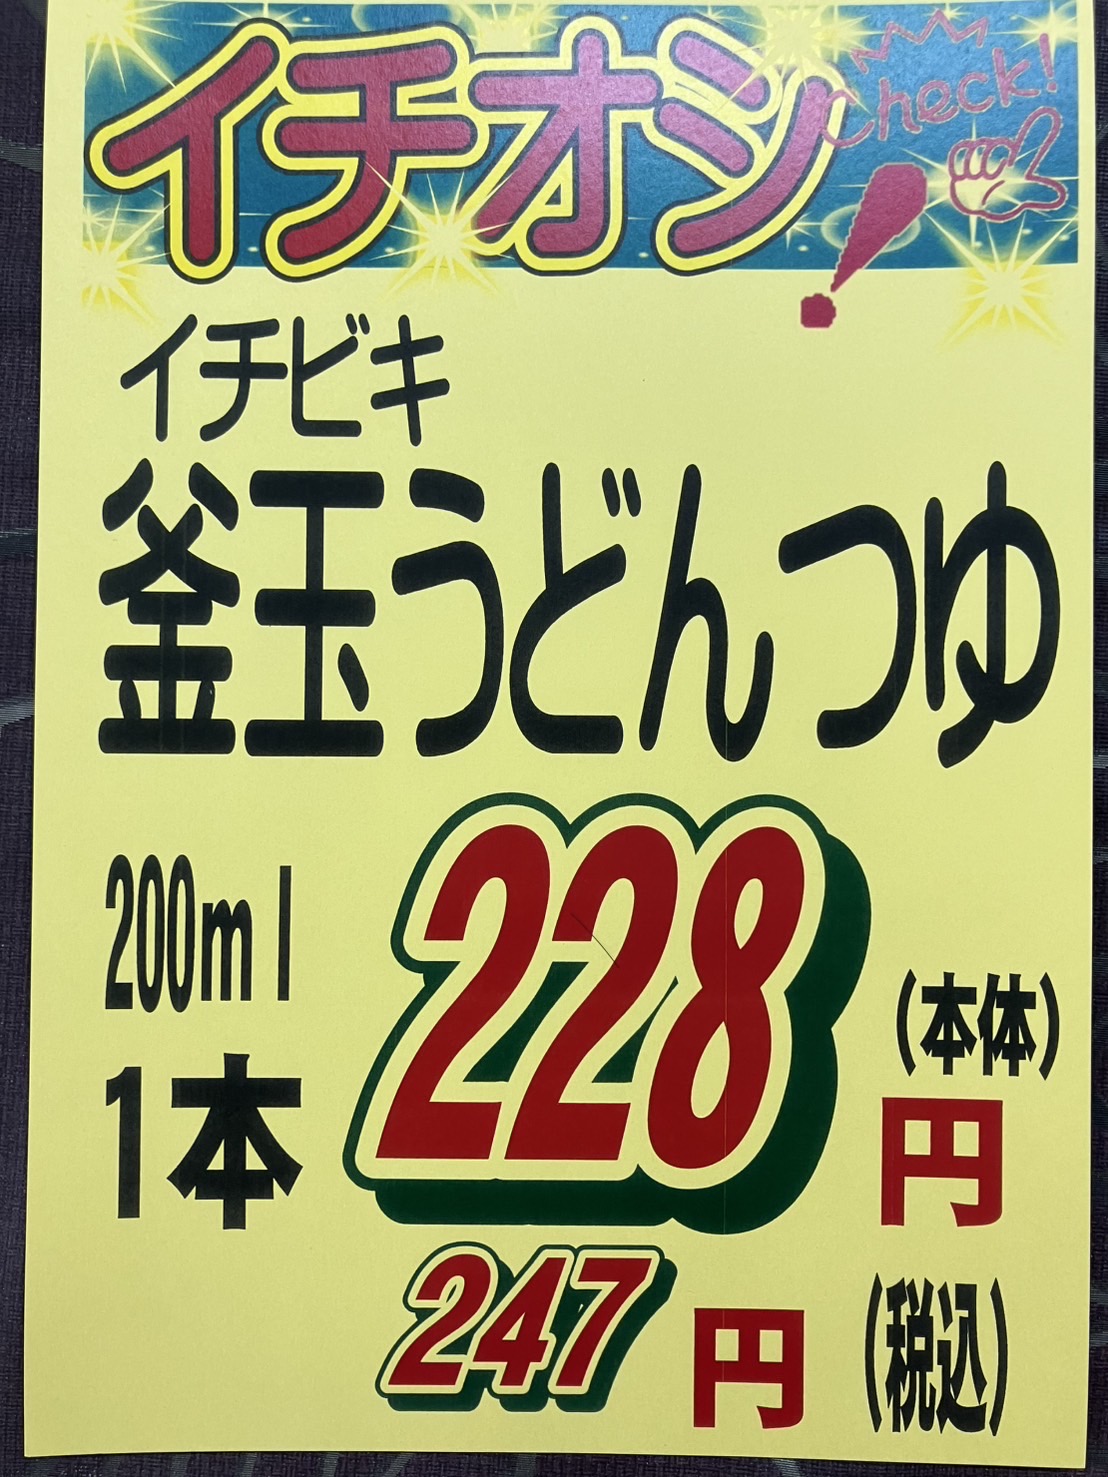 イチオシ!
Check!
イチビキ
釜玉うどんつゆ
200ml
1本
228
(本体)
円
247円(税込)